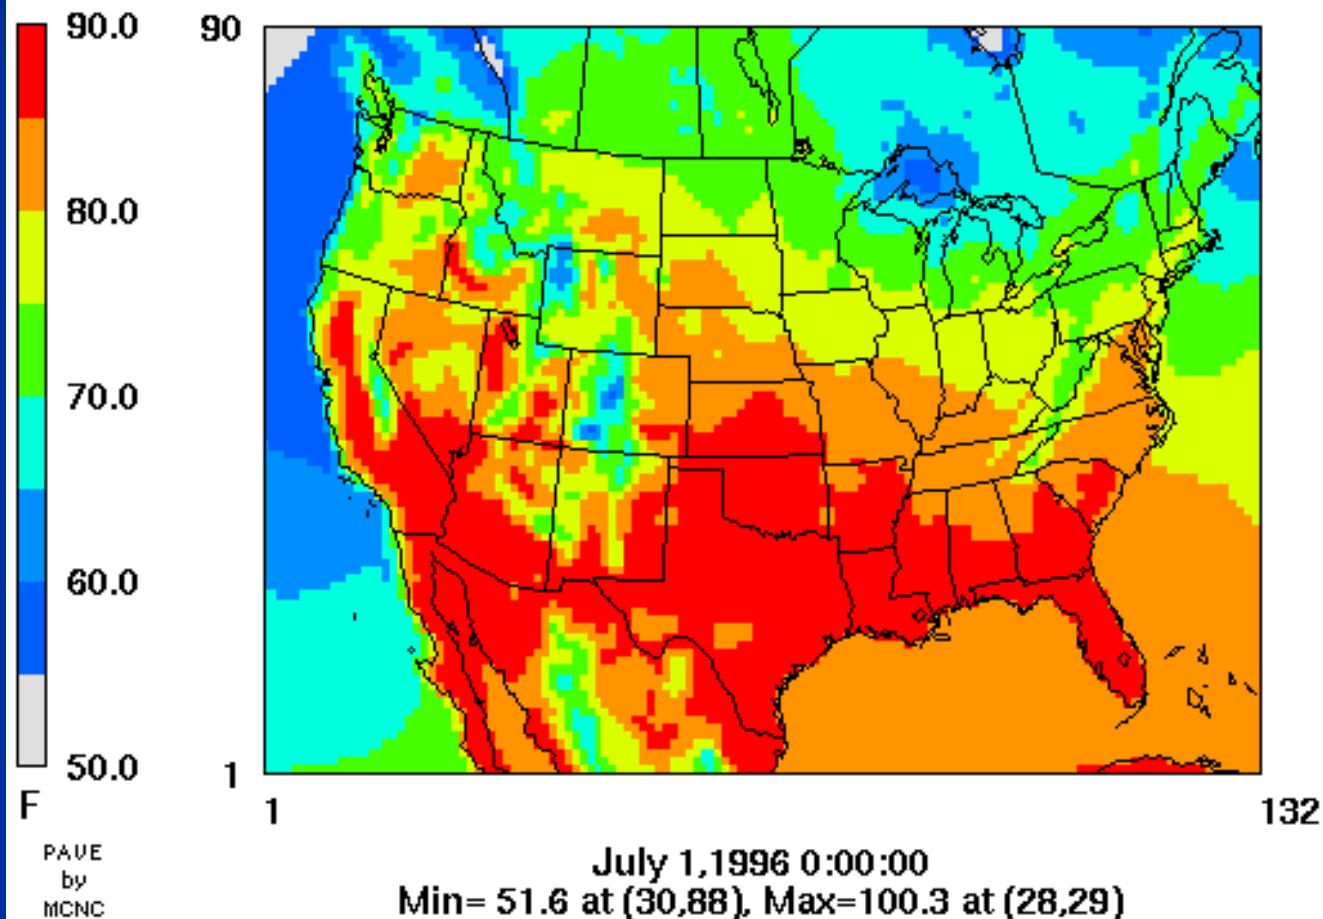 90.0
80.0
70.0
60.0
50.0
F
PAVE
by
MCNC
90
1
1
132
July 1,1996 0:00:00
Min= 51.6 at (30,88), Max=100.3 at (28,29)